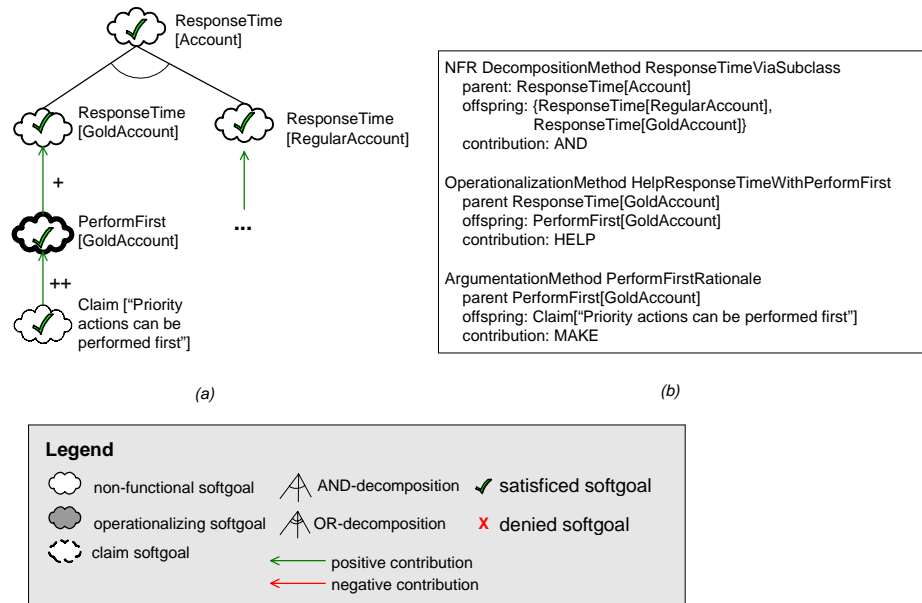 ResponseTime
[Account]
ResponseTime
[GoldAccount]
ResponseTime
[RegularAccount]
+
PerformFirst
[GoldAccount]
...
++
Claim [“Priority
actions can be
performed first”]
(a)
NFR DecompositionMethod ResponseTimeViaSubclass
parent: ResponseTime[Account]
offspring: {ResponseTime[RegularAccount],
ResponseTime[GoldAccount]}
contribution: AND
OperationalizationMethod HelpResponseTimeWithPerformFirst
parent ResponseTime[GoldAccount]
offspring: PerformFirst[GoldAccount]
contribution: HELP
ArgumentationMethod PerformFirstRationale
parent PerformFirst[GoldAccount]
offspring: Claim[“Priority actions can be performed first”]
contribution: MAKE
(b)
Legend
non-functional softgoal
operationalizing softgoal
claim softgoal
AND-decomposition
OR-decomposition
positive contribution
negative contribution
satisficed softgoal
X denied softgoal